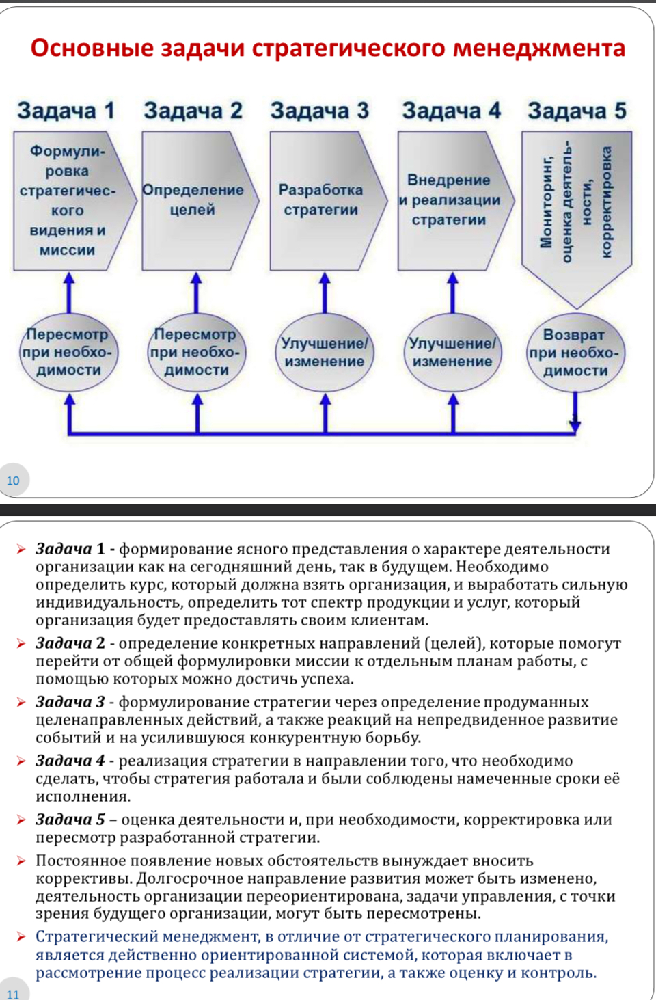 Основные задачи стратегического менеджмента
Задача 1
Задача 2
Задача 3
Задача 4
Задача 5
Формули-
ровка
стратегичес-
кого
видения и
миссии
Определение
целей
Разработка
стратегии
Внедрение
и реализации
стратегии
Мониторинг,
оценка деятель-
ности,
корректировка
Пересмотр
при необхо-
димости
Пересмотр
при необхо-
димости
Улучшение/
изменение
Улучшение/
изменение
Возврат
при необхо-
димости
10
Задача 1 - формирование ясного представления о характере деятельности
организации как на сегодняшний день, так в будущем. Необходимо
определить курс, который должна взять организация, и выработать сильную
индивидуальность, определить тот спектр продукции и услуг, который
организация будет предоставлять своим клиентам.
Задача 2 - определение конкретных направлений (целей), которые помогут
перейти от общей формулировки миссии к отдельным планам работы, с
помощью которых можно достичь успеха.
Задача 3 - формулирование стратегии через определение продуманных
целенаправленных действий, а также реакций на непредвиденное развитие
событий и на усилившуюся конкурентную борьбу.
Задача 4 - реализация стратегии в направлении того, что необходимо
сделать, чтобы стратегия работала и были соблюдены намеченные сроки её
исполнения.
Задача 5 – оценка деятельности и, при необходимости, корректировка или
пересмотр разработанной стратегии.
Постоянное появление новых обстоятельств вынуждает вносить
коррективы. Долгосрочное направление развития может быть изменено,
деятельность организации переориентирована, задачи управления, с точки
зрения будущего организации, могут быть пересмотрены.
Стратегический менеджмент, в отличие от стратегического планирования,
является действенно ориентированной системой, которая включает в
рассмотрение процесс реализации стратегии, а также оценку и контроль.
11